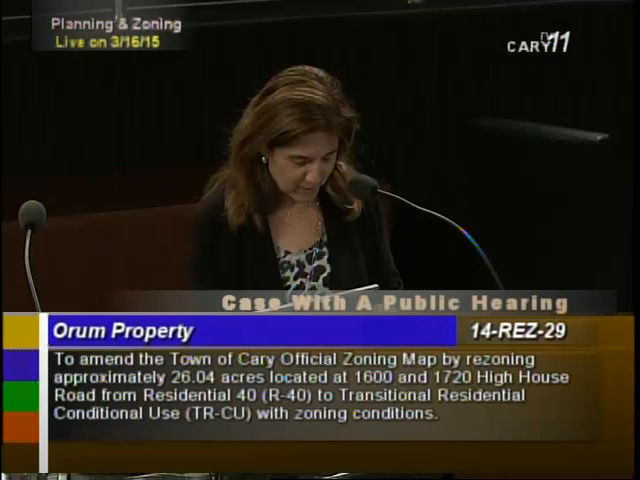 Planning & Zoning
Live on 3/16/15
CARY TV 11
Case With A Public Hearing
Orum Property 14-REZ-29
To amend the Town of Cary Official Zoning Map by rezoning
approximately 26.04 acres located at 1600 and 1720 High House
Road from Residential 40 (R-40) to Transitional Residential
Conditional Use (TR-CU) with zoning conditions.